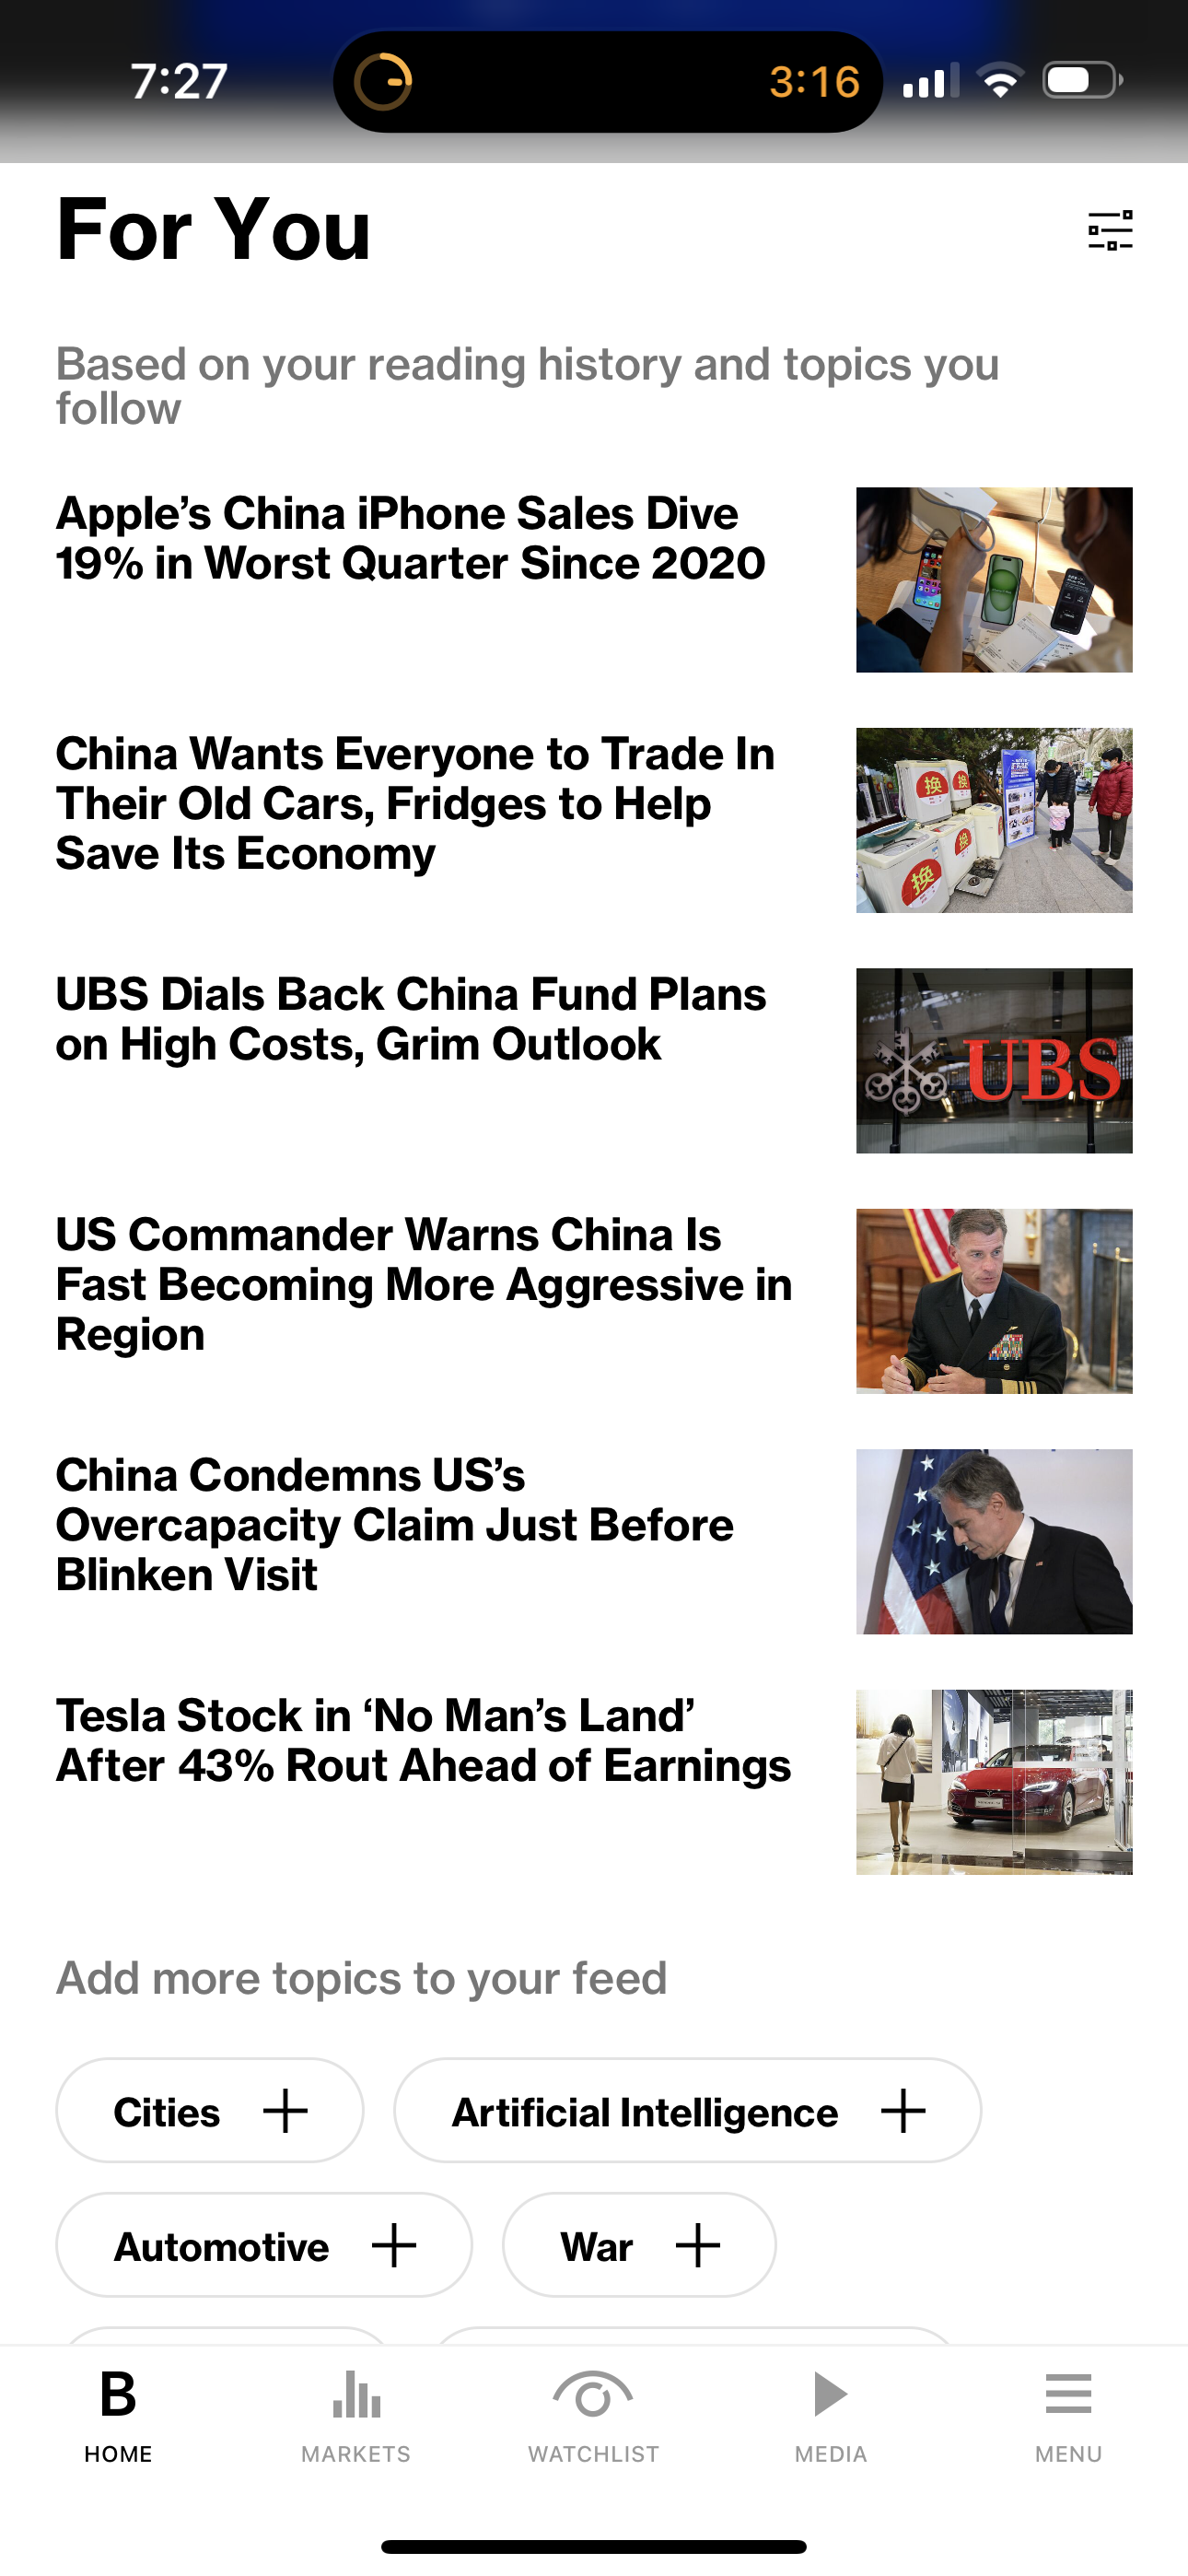 7:27
3:16
For You
Based on your reading history and topics you
follow
Apple’s China iPhone Sales Dive
19% in Worst Quarter Since 2020
China Wants Everyone to Trade In
Their Old Cars, Fridges to Help
Save Its Economy
换
换
换
换
UBS Dials Back China Fund Plans
on High Costs, Grim Outlook
UBS
US Commander Warns China Is
Fast Becoming More Aggressive in
Region
China Condemns US’s
Overcapacity Claim Just Before
Blinken Visit
Tesla Stock in ‘No Man’s Land’
After 43% Rout Ahead of Earnings
Add more topics to your feed
Cities +
Artificial Intelligence +
Automotive +
War +
B
HOME
MARKETS
WATCHLIST
MEDIA
MENU